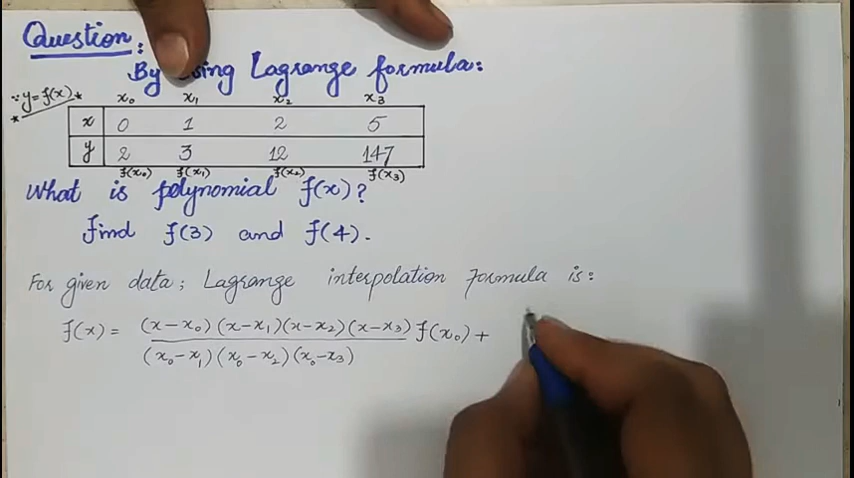 Question:
By Using Lagrange formula:
∵ y=f(x)
x₀ x₁ x₂ x₃
x 0 1 2 5
y 2 3 12 147
f(x₀) f(x₁) f(x₂) f(x₃)
What is polynomial f(x)?
Find f(3) and f(4).
For given data; Lagrange interpolation Formula is:
f(x) = (x-x₀)(x-x₁)(x-x₂)(x-x₃) f(x₀) +
(x₀-x₁)(x₀-x₂)(x₀-x₃)